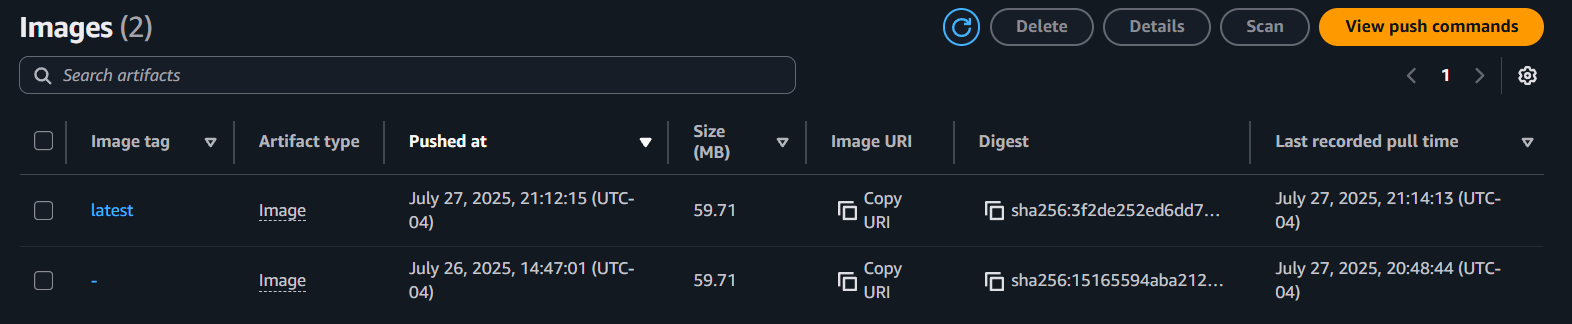 Images (2)
Delete
Details
Scan
View push commands
Search artifacts
1
Image tag
Artifact type
Pushed at
Size
(MB)
Image URI
Digest
Last recorded pull time
latest
Image
July 27, 2025, 21:12:15 (UTC-
04)
59.71
Copy
URI
sha256:3f2de252ed6dd7...
July 27, 2025, 21:14:13 (UTC-
04)
-
Image
July 26, 2025, 14:47:01 (UTC-
04)
59.71
Copy
URI
sha256:15165594aba212...
July 27, 2025, 20:48:44 (UTC-
04)